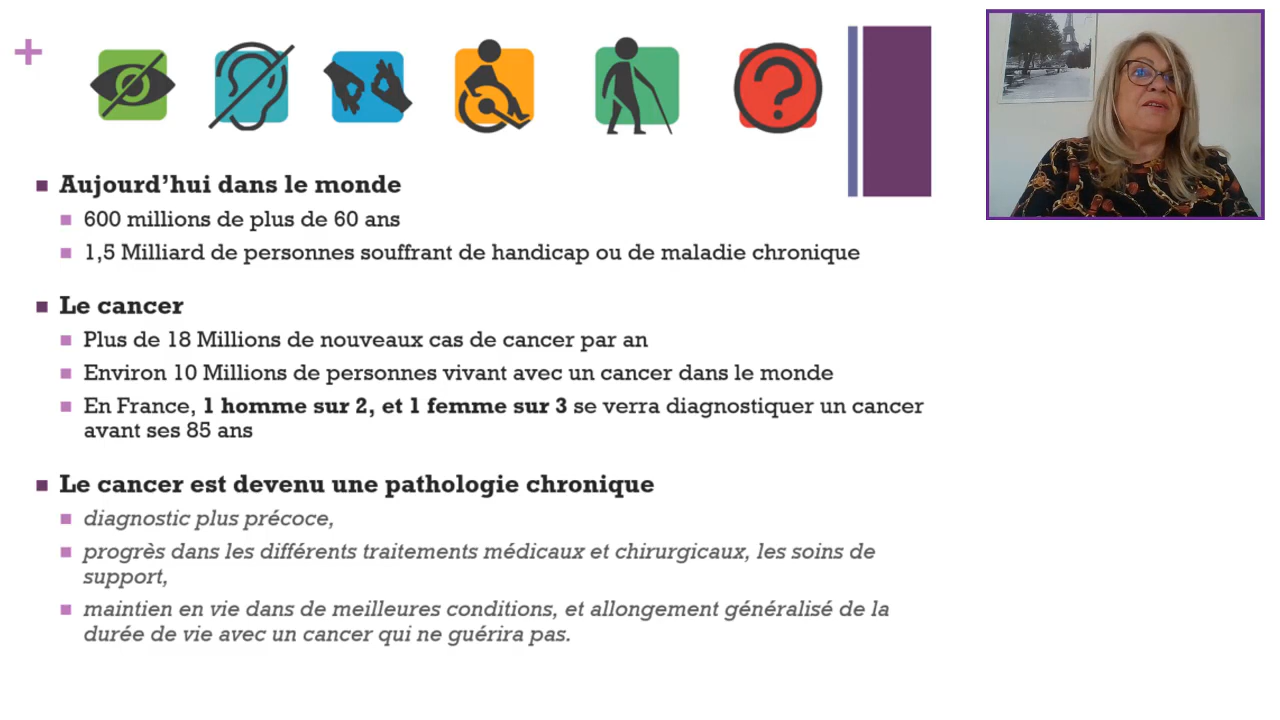 Aujourd’hui dans le monde
600 millions de plus de 60 ans
1,5 Milliard de personnes souffrant de handicap ou de maladie chronique
Le cancer
Plus de 18 Millions de nouveaux cas de cancer par an
Environ 10 Millions de personnes vivant avec un cancer dans le monde
En France, 1 homme sur 2, et 1 femme sur 3 se verra diagnostiquer un cancer
avant ses 85 ans
Le cancer est devenu une pathologie chronique
diagnostic plus précoce,
progrès dans les différents traitements médicaux et chirurgicaux, les soins de
support,
maintien en vie dans de meilleures conditions, et allongement généralisé de la
durée de vie avec un cancer qui ne guérira pas.